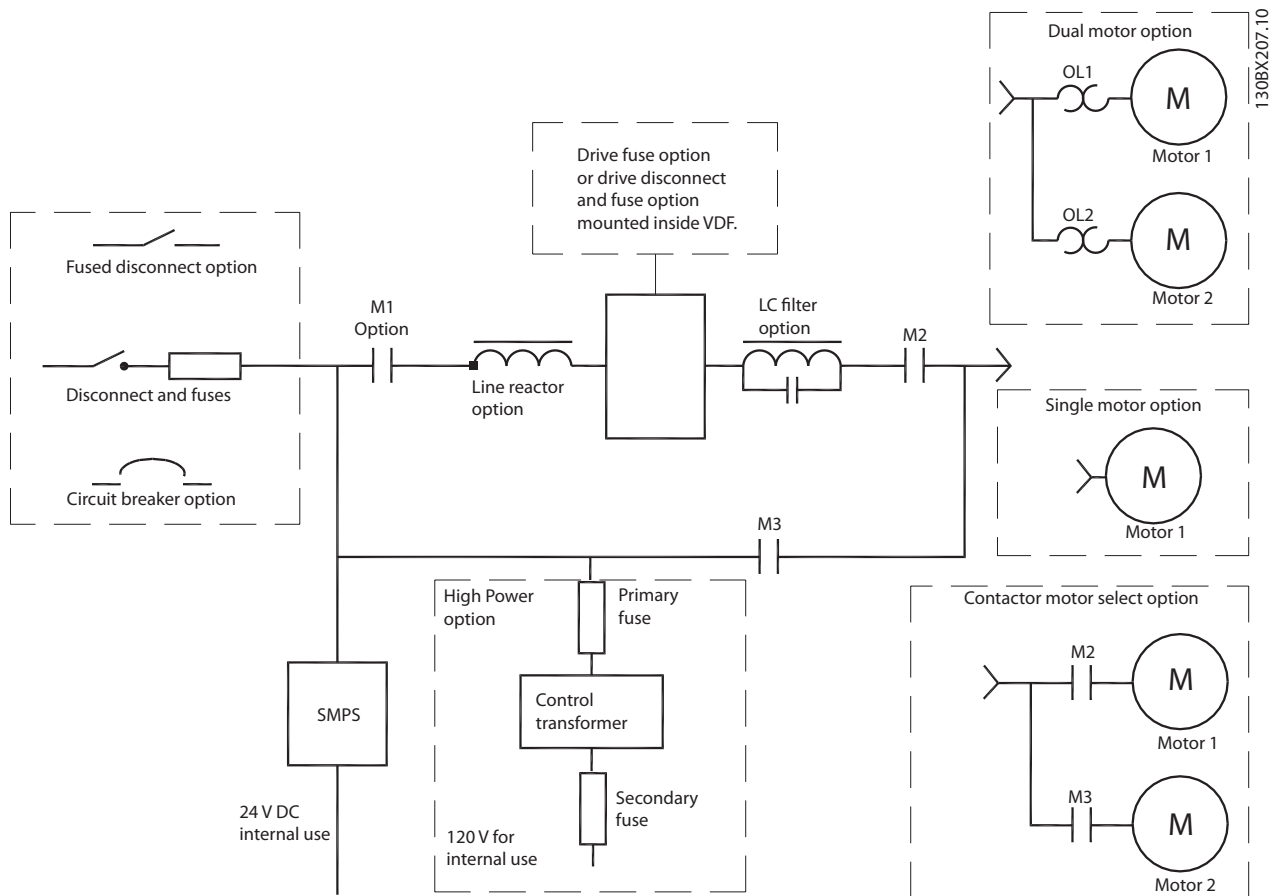 Dual motor option
130BX207.10
OL1
M
Motor 1
OL2
M
Motor 2
Drive fuse option
or drive disconnect
and fuse option
mounted inside VDF.
Fused disconnect option
Disconnect and fuses
Circuit breaker option
M1
Option
Line reactor
option
LC filter
option
M2
Single motor option
M
Motor 1
M3
High Power
option
Primary
fuse
Control
transformer
Secondary
fuse
120 V for
internal use
SMPS
24 V DC
internal use
Contactor motor select option
M2
M
Motor 1
M3
M
Motor 2